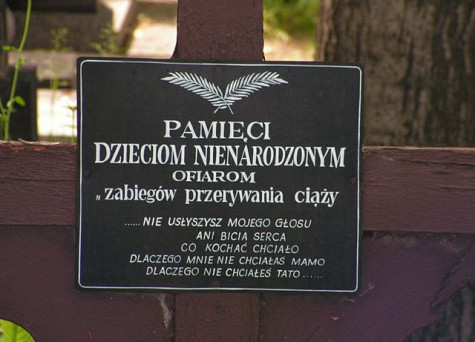 PAMIĘCI
DZIECIOM NIENARODZONYM
OFIAROM
„zabiegów przerywania ciąży
......NIE USŁYSZYSZ MOJEGO GŁOSU
ANI BICIA SERCA
CO KOCHAĆ CHCIAŁO
DLACZEGO MNIE NIE CHCIAŁAŚ MAMO
DLACZEGO NIE CHCIAŁEŚ TATO......